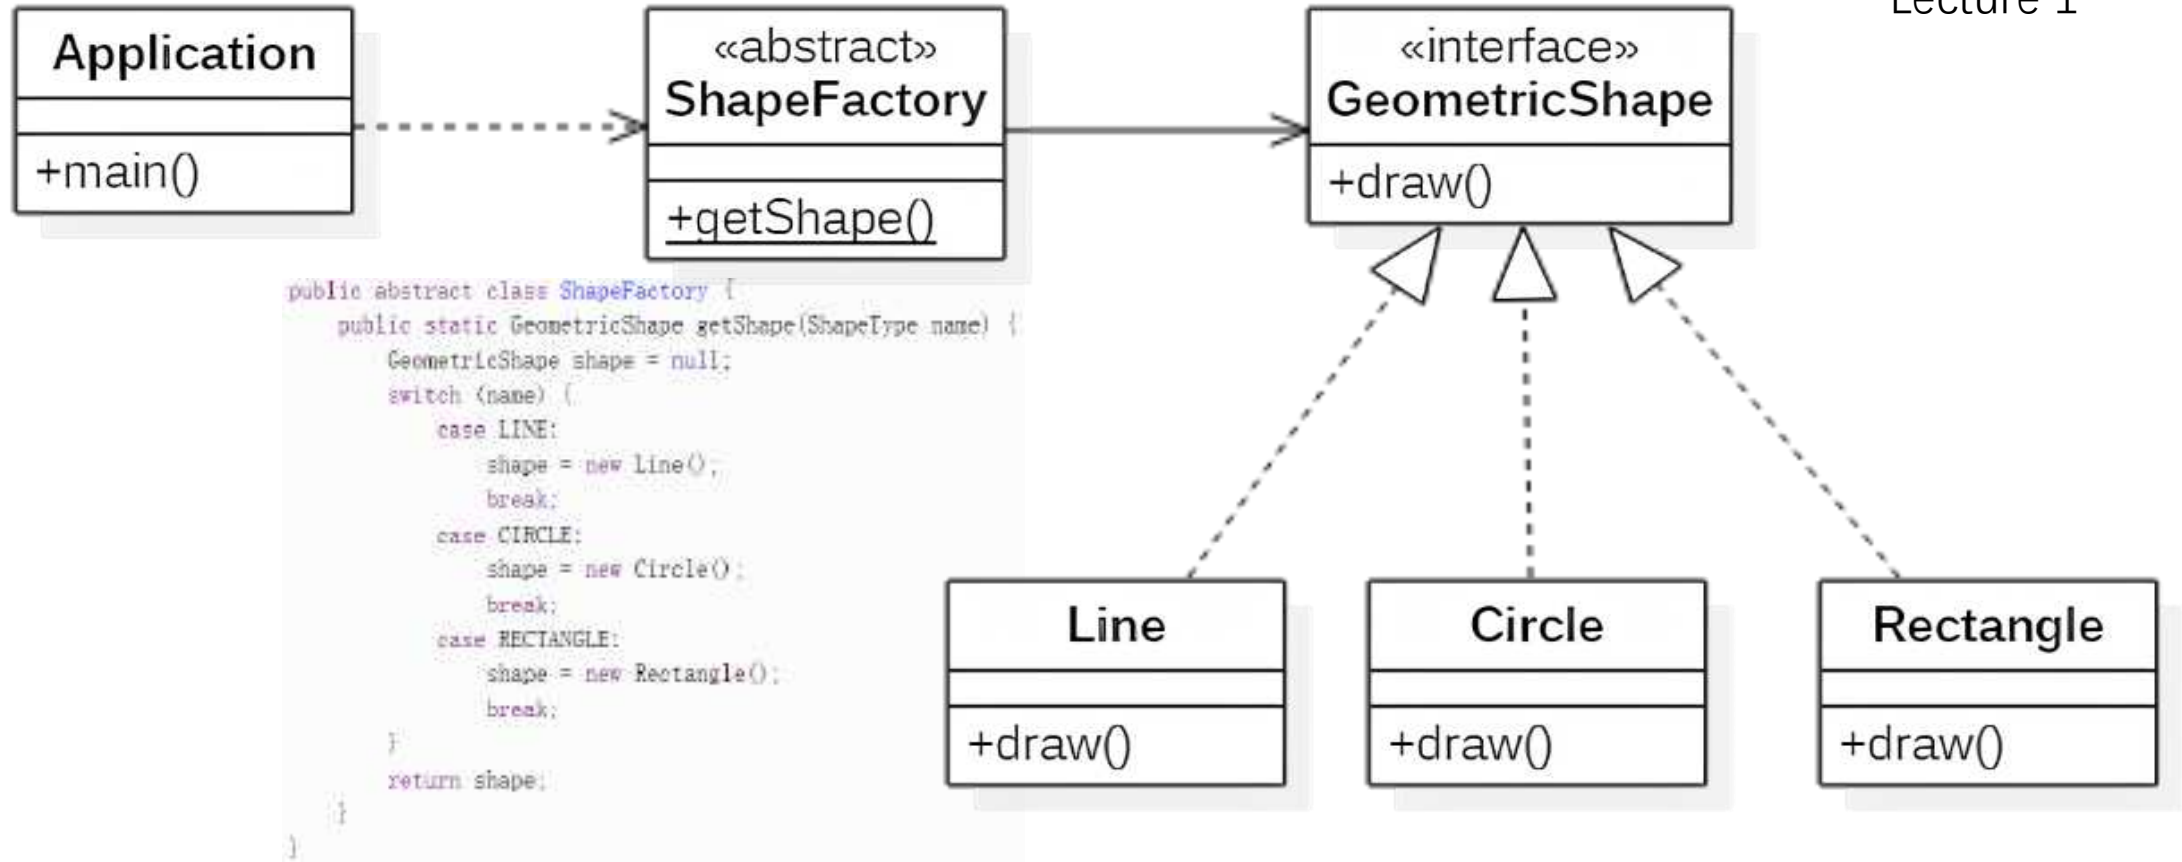 Lecture 1
Application
+main()
«abstract»
ShapeFactory
+getShape()
«interface»
GeometricShape
+draw()
public abstract class ShapeFactory {
public static GeometricShape getShape(ShapeType name) {
GeometricShape shape = null;
switch (name) {
case LINE:
shape = new Line();
break;
case CIRCLE:
shape = new Circle();
break;
case RECTANGLE:
shape = new Rectangle();
break;
}
return shape;
}
}
Line
+draw()
Circle
+draw()
Rectangle
+draw()